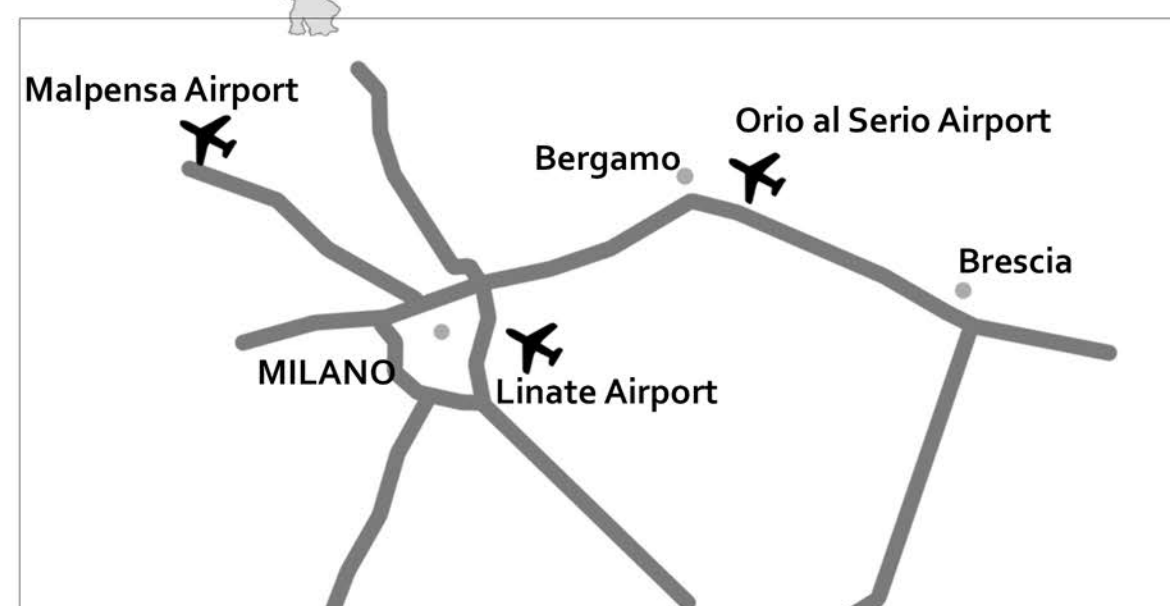 Malpensa Airport
Orio al Serio Airport
Bergamo
Brescia
MILANO
Linate Airport